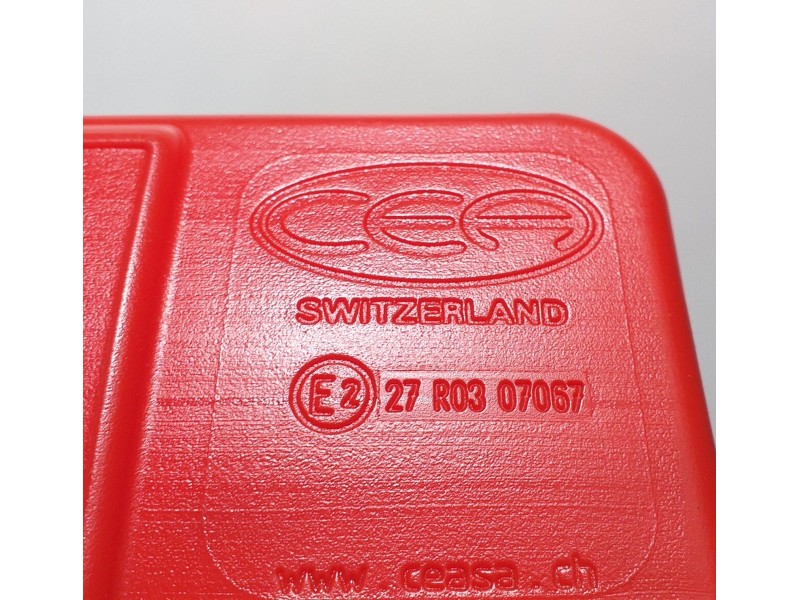 CEA
SWITZERLAND
E2 27 R03 07067
www.ceasa.ch